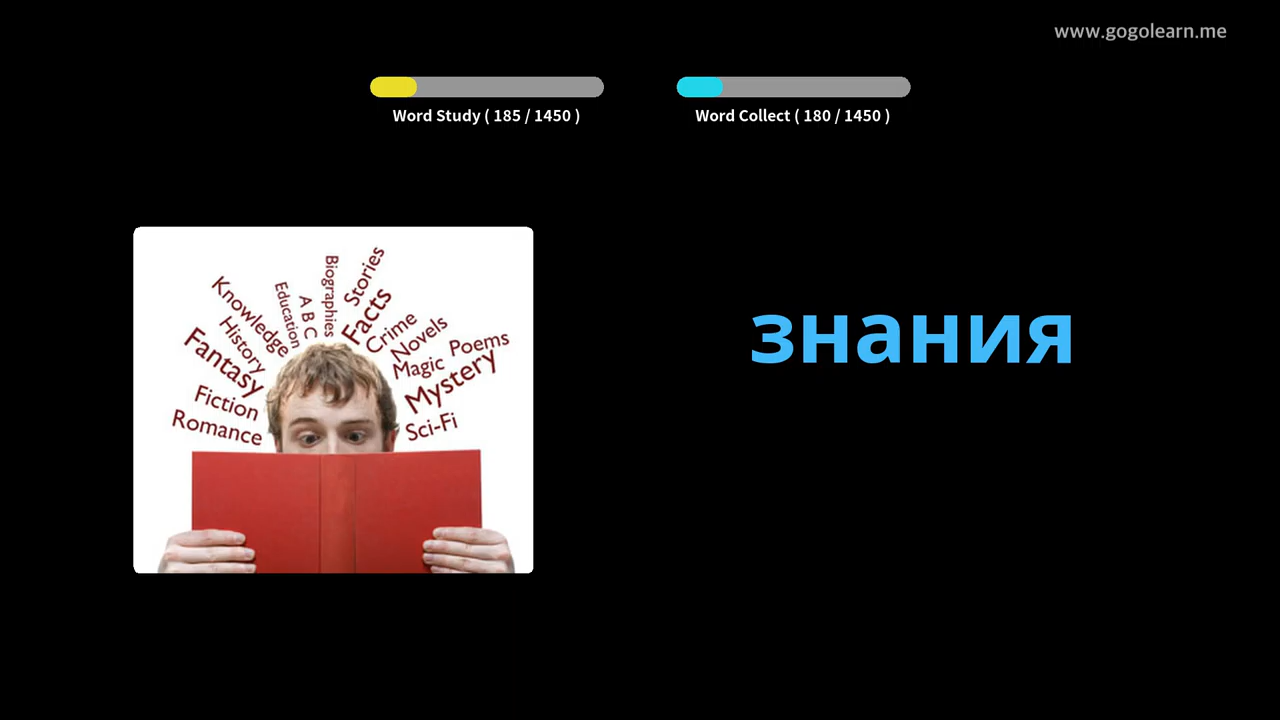 www.gogolearn.me
Word Study ( 185 / 1450 )
Word Collect ( 180 / 1450 )
знания
Romance
Fiction
Fantasy
History
Knowledge
Education
A B C
Biographies
Stories
Facts
Crime
Novels
Magic
Poems
Mystery
Sci-Fi